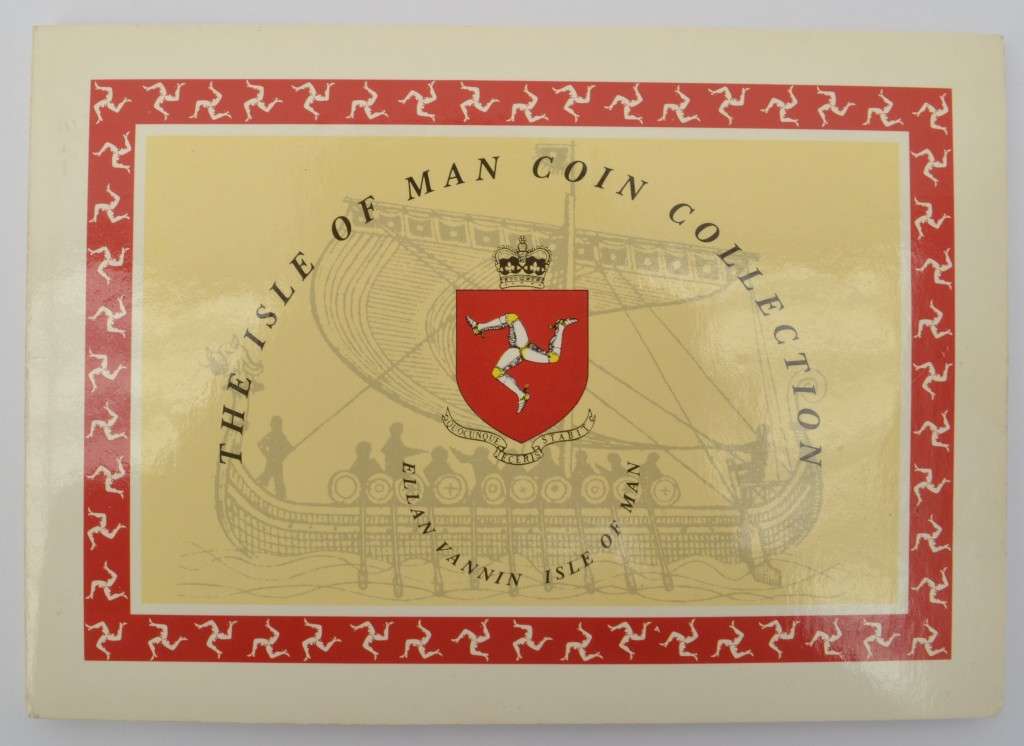 THE ISLE OF MAN COIN COLLECTION
QUOCUNQUE JECERIS STABIT
ELLAN VANNIN ISLE OF MAN